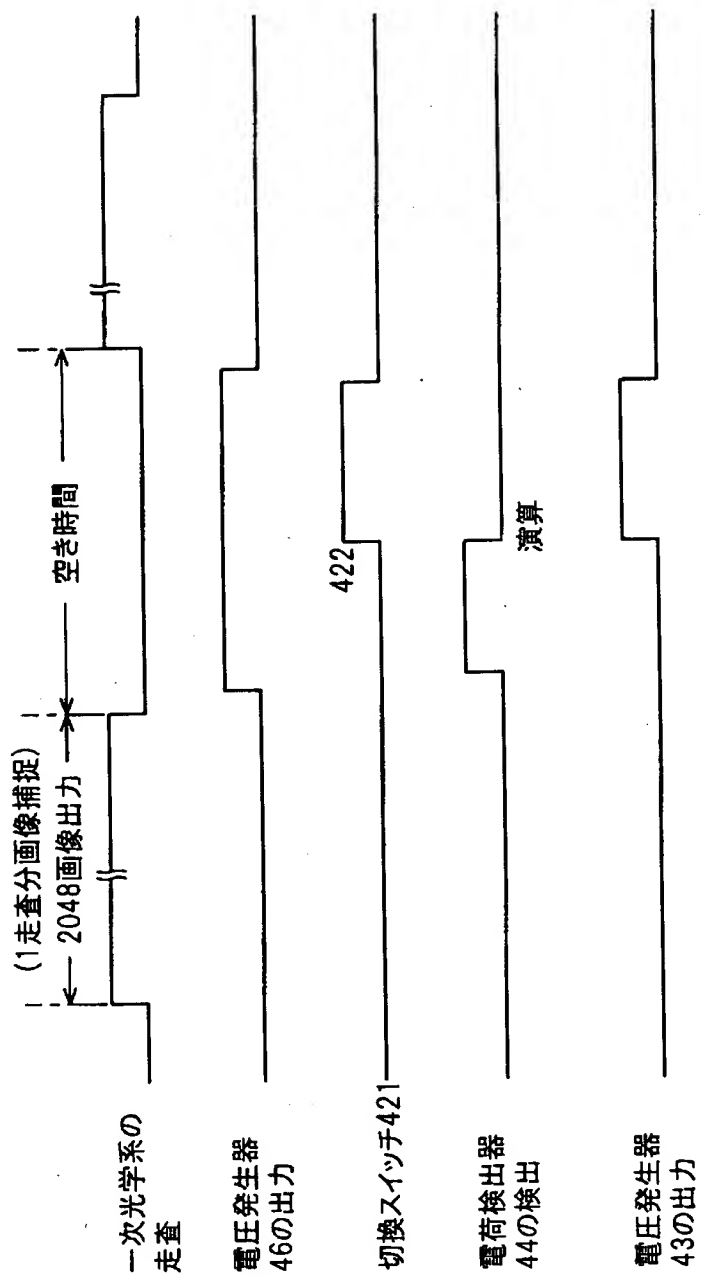 (1走査分画像捕捉)
2048画像出力
空き時間
一次光学系の
走査
電圧発生器
46の出力
切換スイッチ421
422
電荷検出器
44の検出
演算
電圧発生器
43の出力